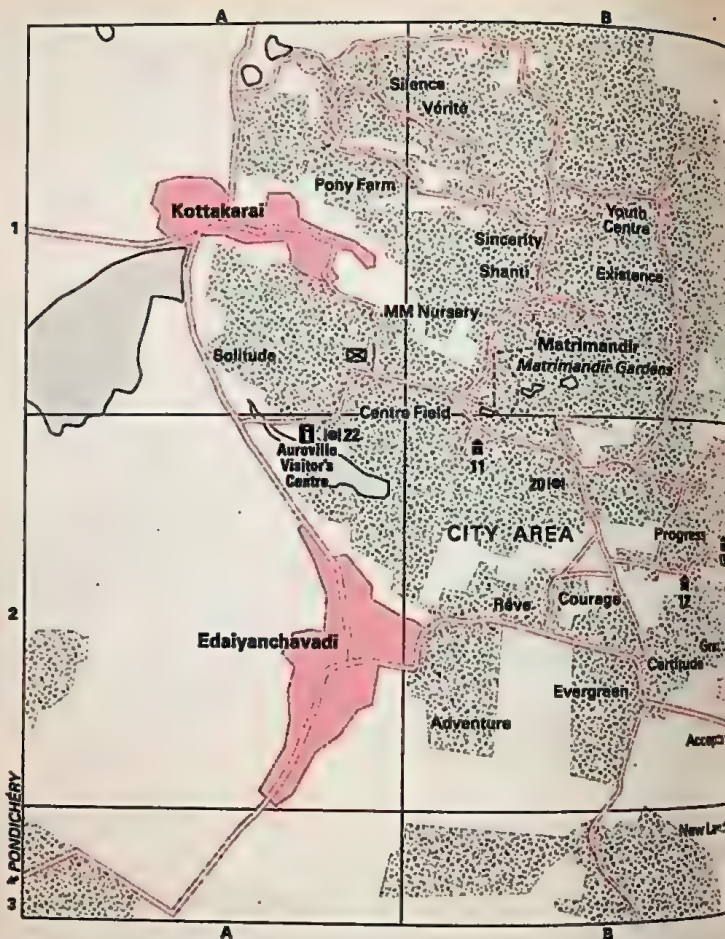 A
B
Silence
Vérité
Pony Farm
Kottakarai
1
Youth
Centre
Sincerity
Shanti
Existence
MM Nursery
Matrimandir
Matrimandir Gardens
Solitude
Centre Field
i 22
Auroville
Visitor's
Centre
11
20
CITY AREA
Progress
2
Rêve
Courage
12
Edaiyanchavadi
Certitude
Evergreen
Adventure
PONDICHÉRY
3
A
B